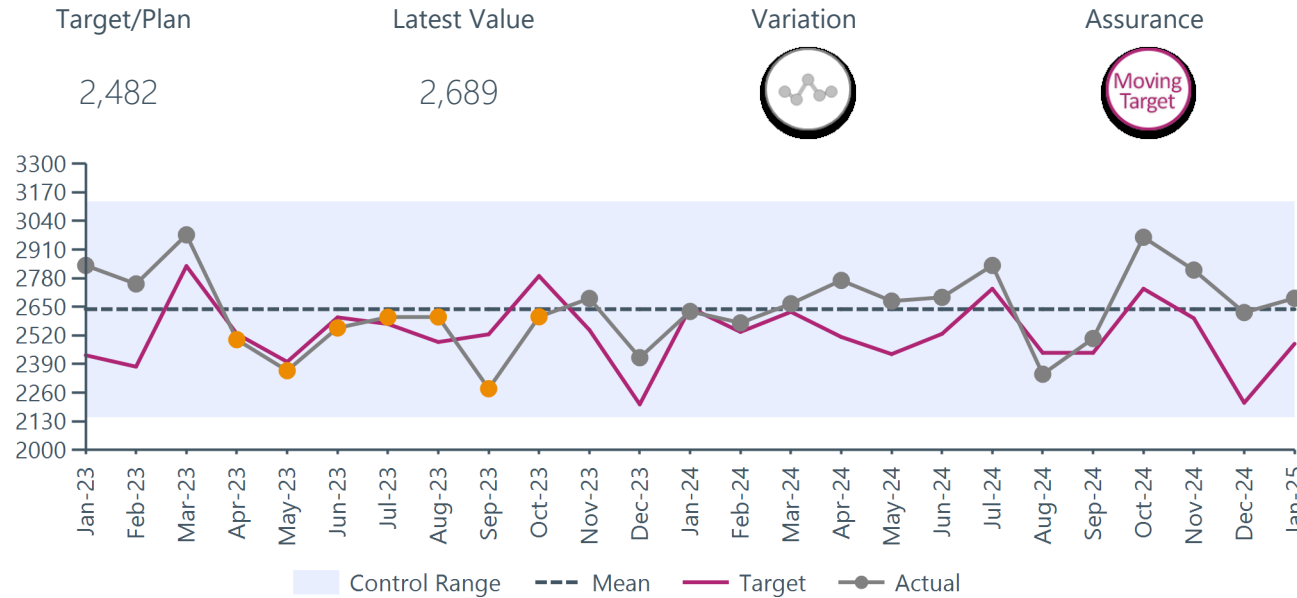 Target/Plan Latest Value Variation Assurance
2,482 2,689 Moving Target
3300
3170
3040
2910
2780
2650
2520
2390
2260
2130
2000
Jan-23 Feb-23 Mar-23 Apr-23 May-23 Jun-23 Jul-23 Aug-23 Sep-23 Oct-23 Nov-23 Dec-23 Jan-24 Feb-24 Mar-24 Apr-24 May-24 Jun-24 Jul-24 Aug-24 Sep-24 Oct-24 Nov-24 Dec-24 Jan-25
Control Range Mean Target Actual